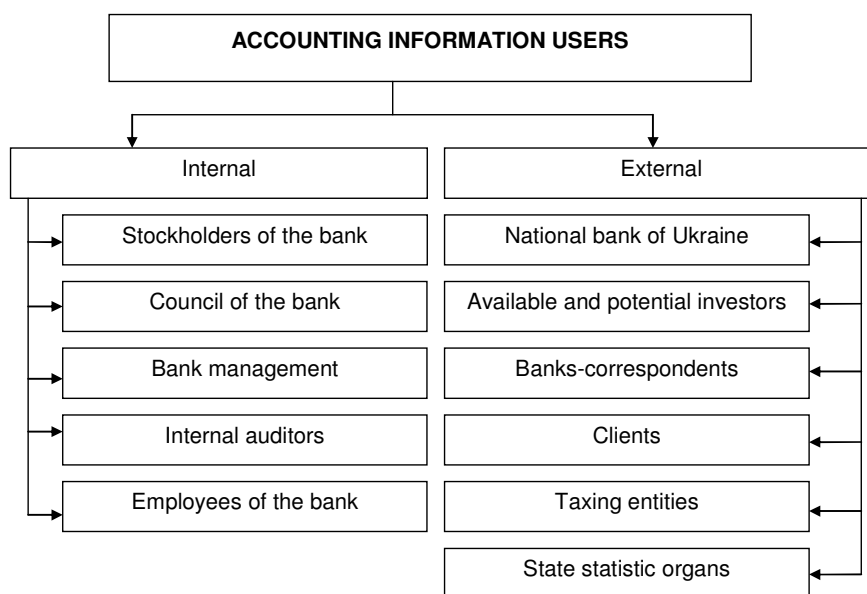 ACCOUNTING INFORMATION USERS
Internal
Stockholders of the bank
Council of the bank
Bank management
Internal auditors
Employees of the bank
External
National bank of Ukraine
Available and potential investors
Banks-correspondents
Clients
Taxing entities
State statistic organs